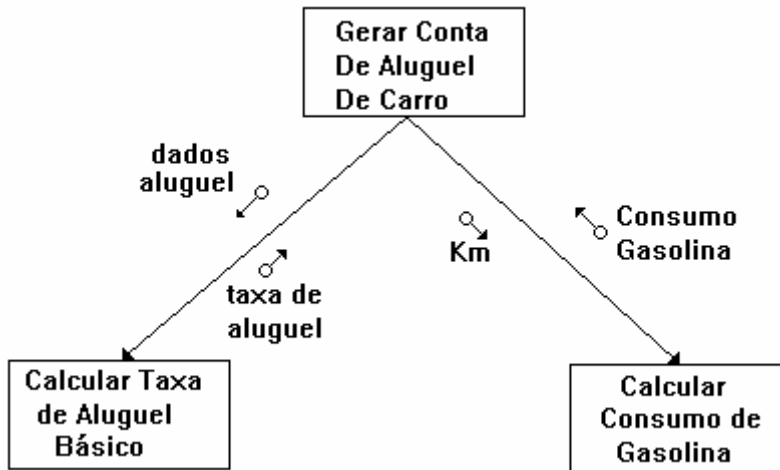 Gerar Conta
De Aluguel
De Carro
dados
aluguel
taxa de
aluguel
Km
Consumo
Gasolina
Calcular Taxa
de Aluguel
Básico
Calcular
Consumo de
Gasolina